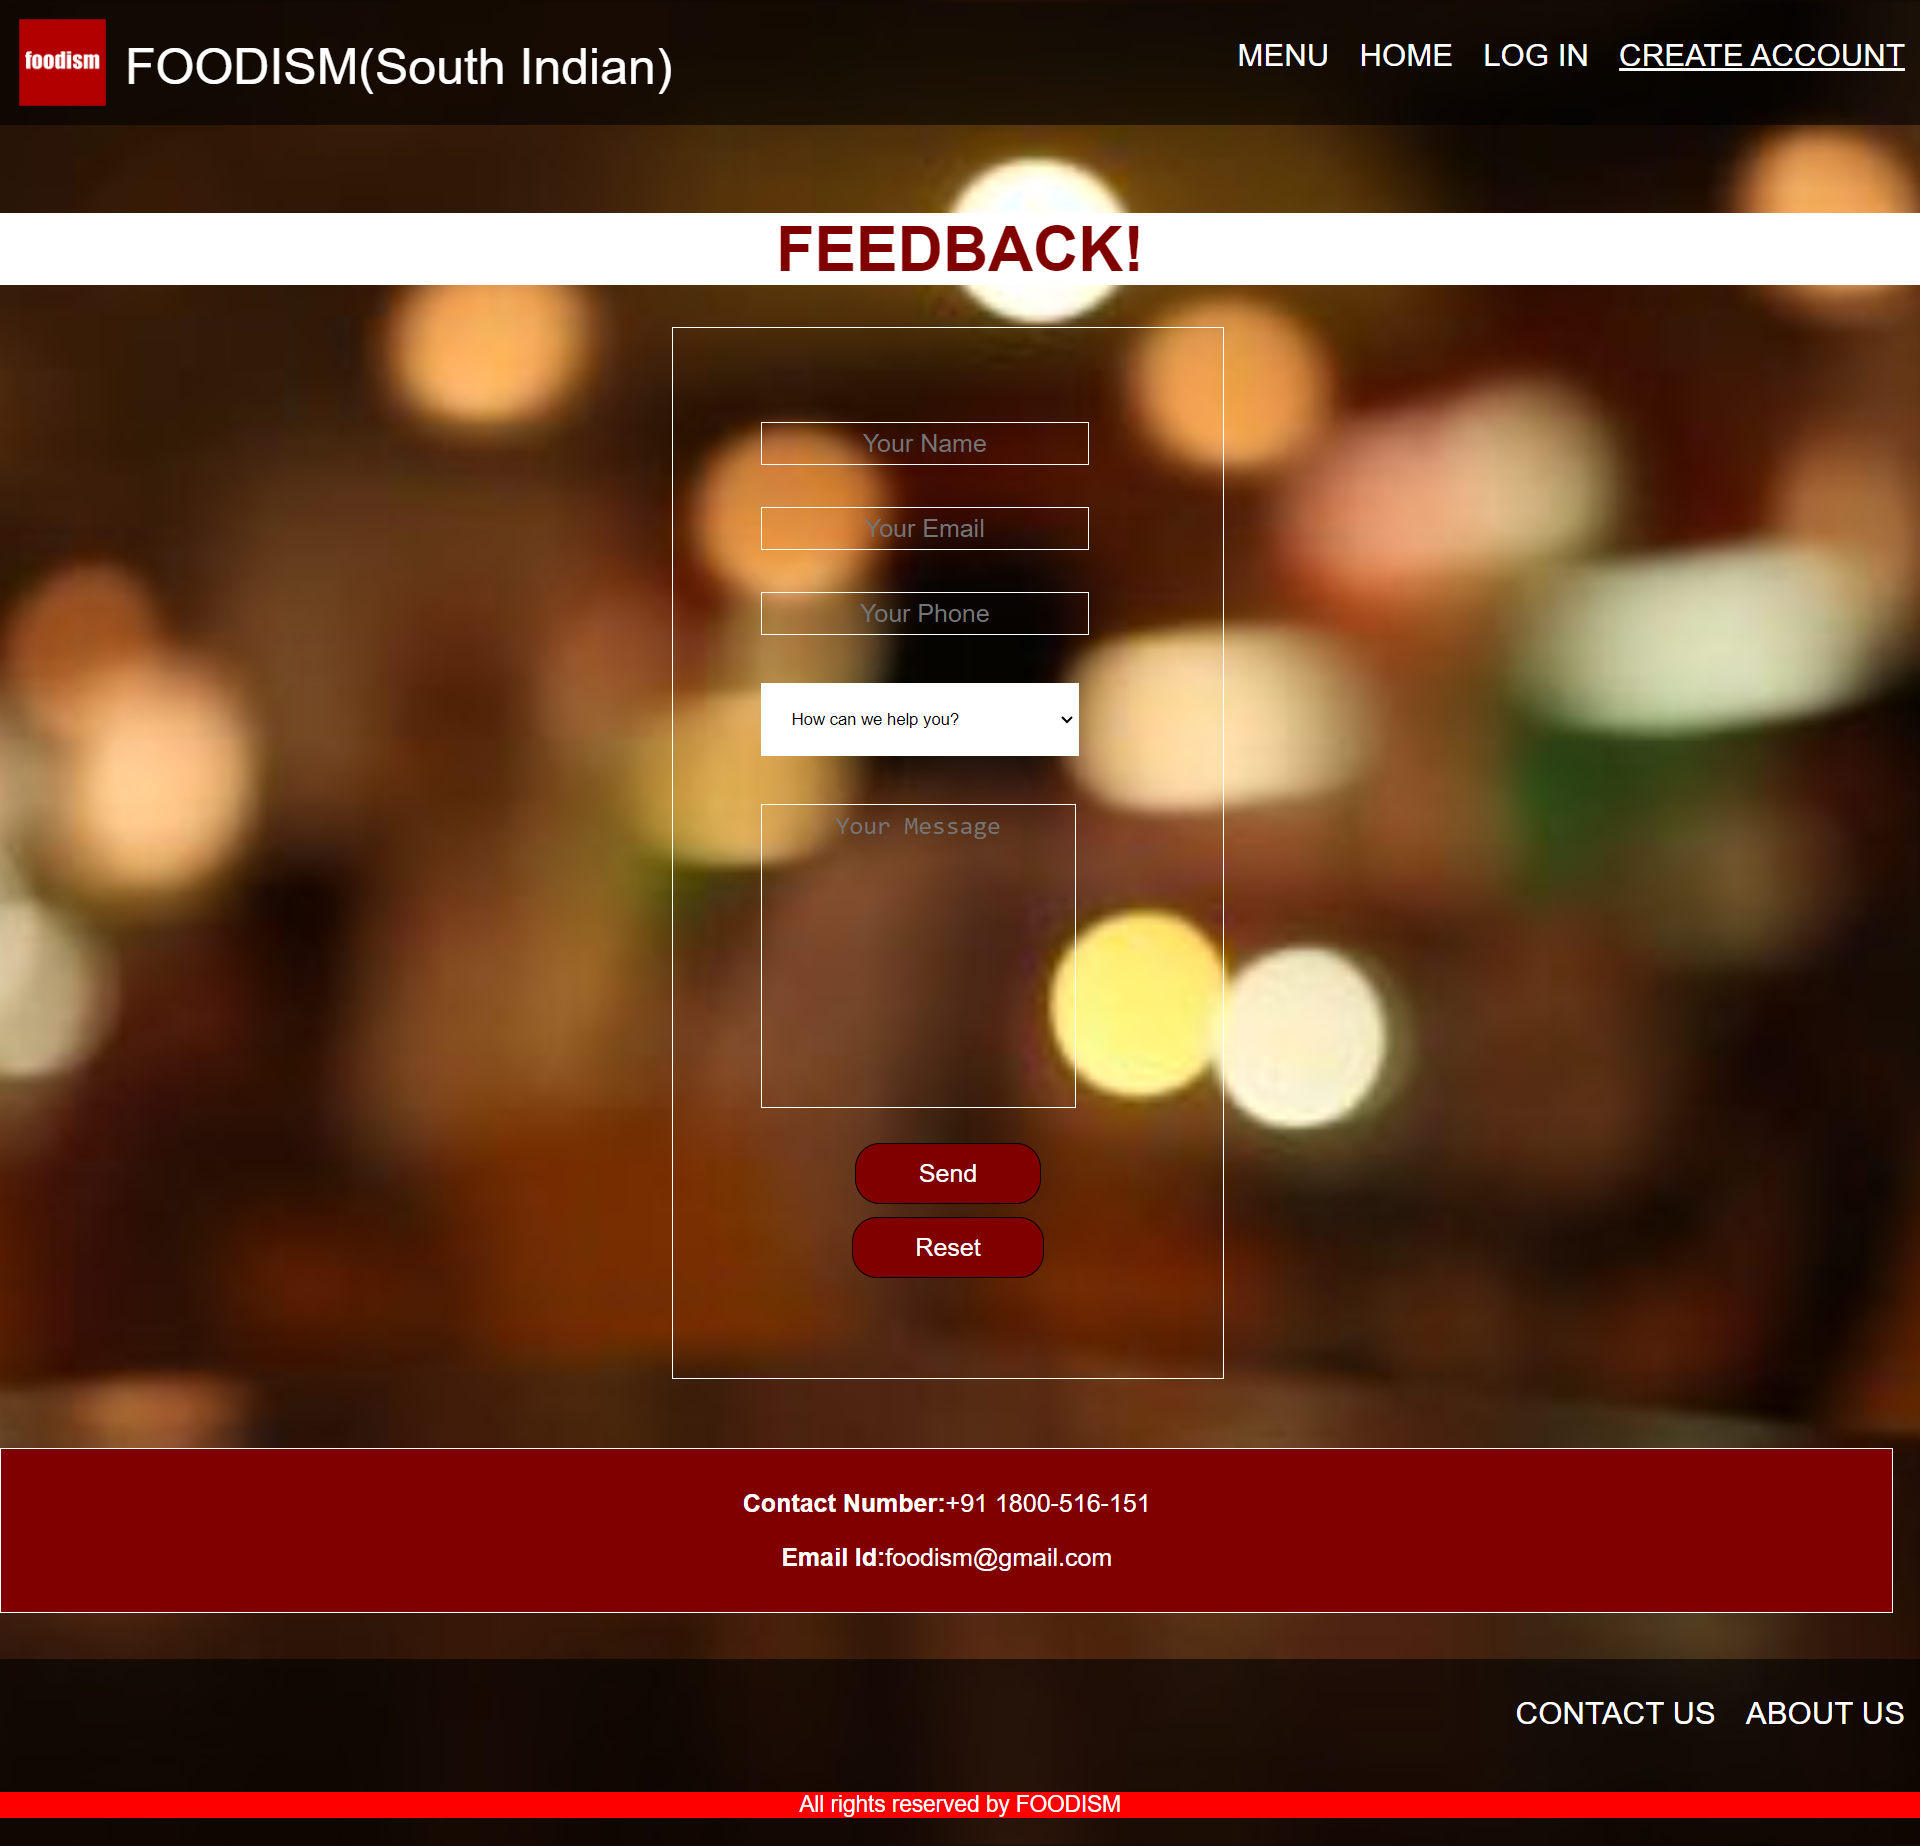 foodism
FOODISM(South Indian)
MENU HOME LOG IN CREATE ACCOUNT
FEEDBACK!
Your Name
Your Email
Your Phone
How can we help you?
Your Message
Send
Reset
Contact Number:+91 1800-516-151
Email Id:foodism@gmail.com
CONTACT US ABOUT US
All rights reserved by FOODISM